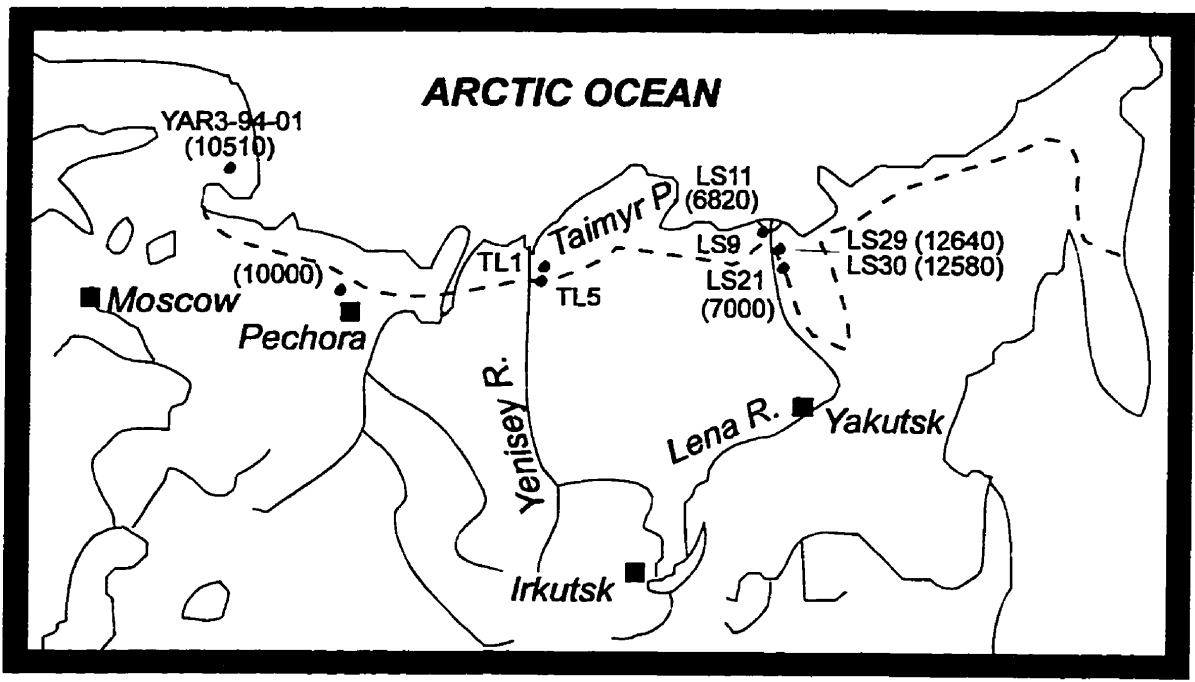 ARCTIC OCEAN
YAR3-94-01
(10510)
Taimyr P.
LS11
(6820)
LS9
LS29 (12640)
LS30 (12580)
LS21
(7000)
TL1
TL5
(10000)
Moscow
Pechora
Yenisey R.
Lena R.
Yakutsk
Irkutsk